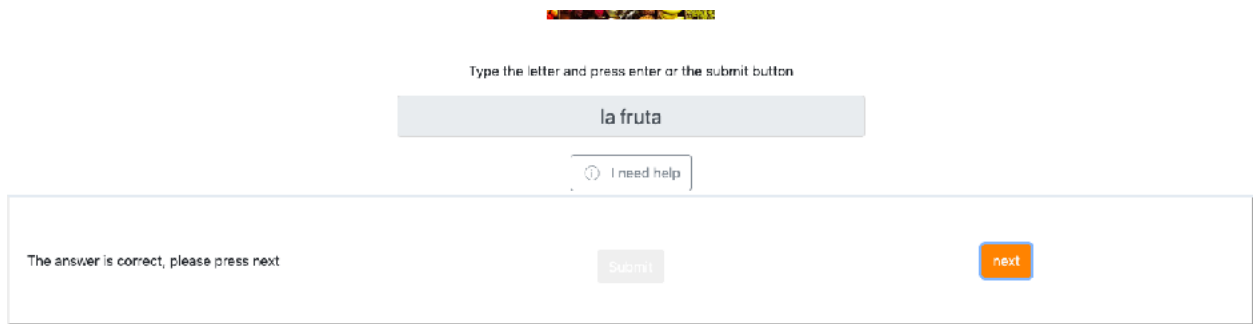 Type the letter and press enter or the submit button
la fruta
I need help
The answer is correct, please press next
Submit
next